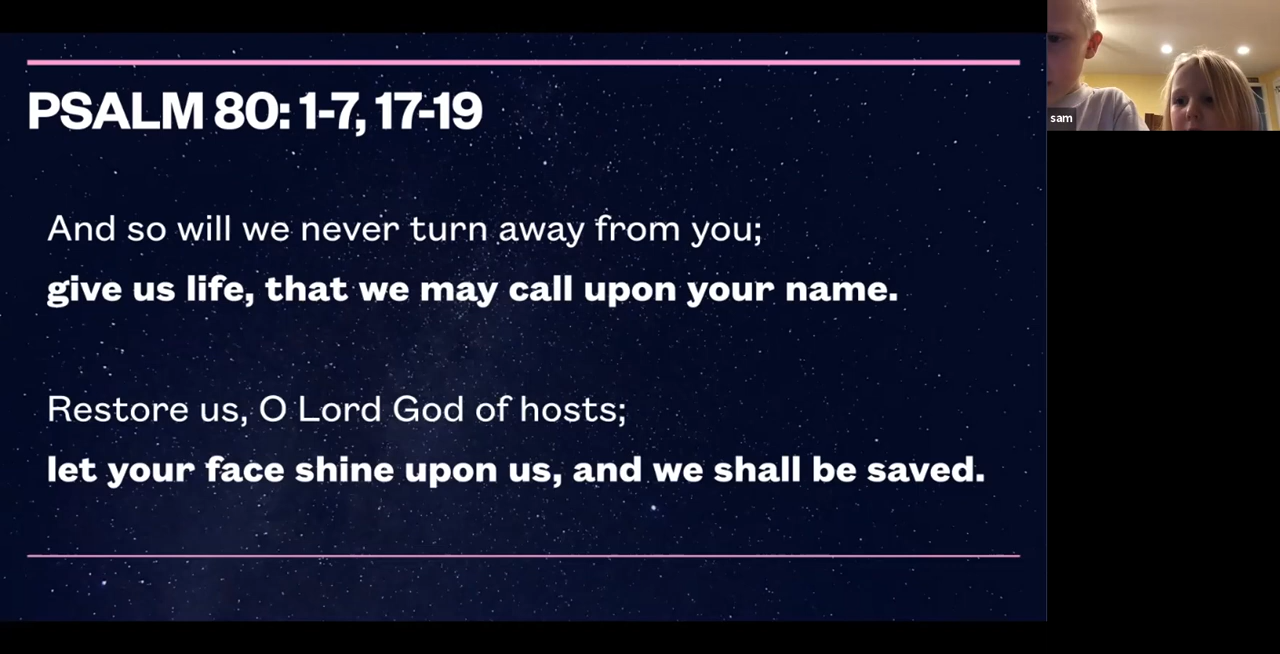 PSALM 80: 1-7, 17-19
And so will we never turn away from you;
give us life, that we may call upon your name.
Restore us, O Lord God of hosts;
let your face shine upon us, and we shall be saved.
sam